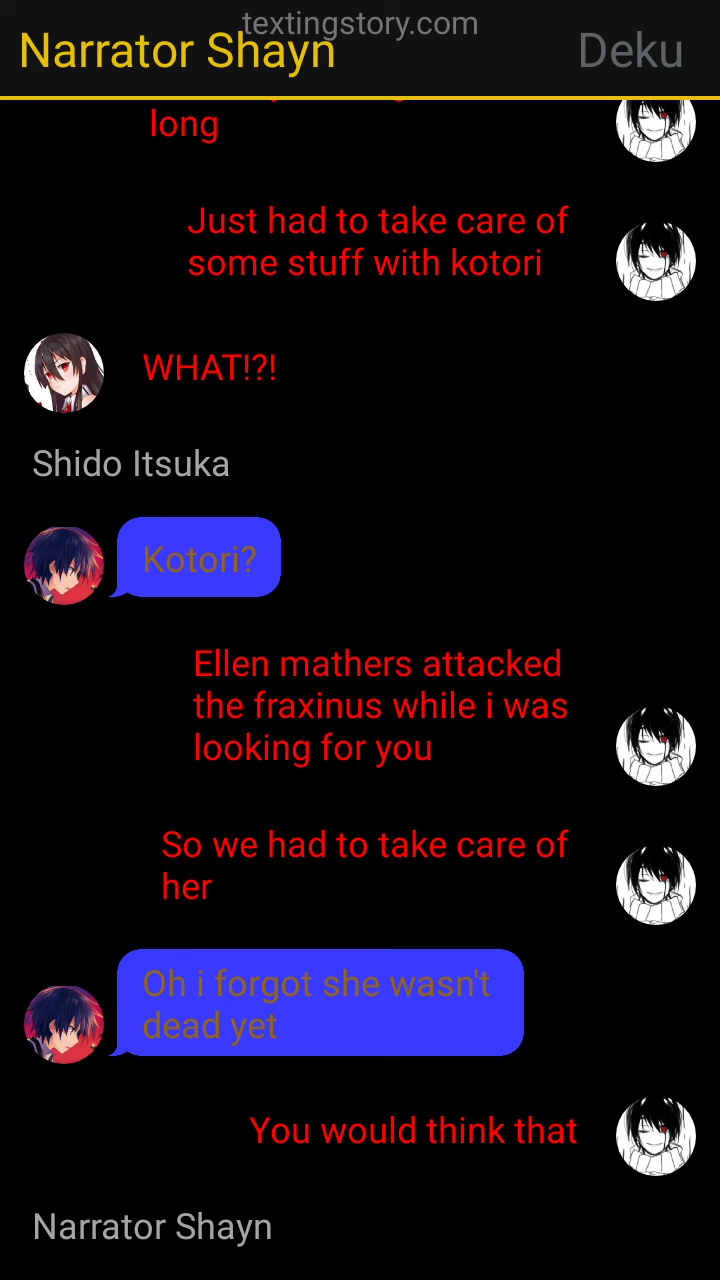 textingstory.com
Narrator Shayn
Deku
long
Just had to take care of
some stuff with kotori
WHAT!?!
Shido Itsuka
Kotori?
Ellen mathers attacked
the fraxinus while i was
looking for you
So we had to take care of
her
Oh i forgot she wasn't
dead yet
You would think that
Narrator Shayn